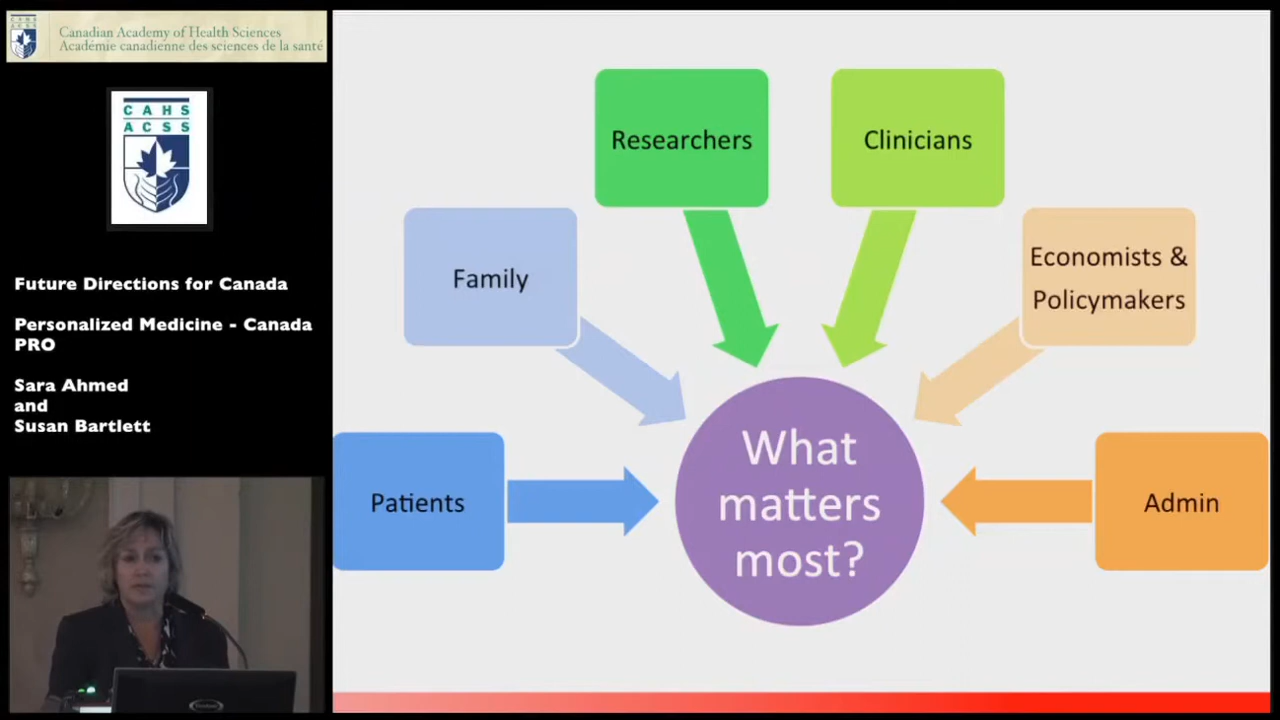 Canadian Academy of Health Sciences
Académie canadienne des sciences de la santé
CAHS
ACSS
Future Directions for Canada
Personalized Medicine - Canada
PRO
Sara Ahmed
and
Susan Bartlett
Researchers
Clinicians
Family
Economists &
Policymakers
Patients
What
matters
most?
Admin